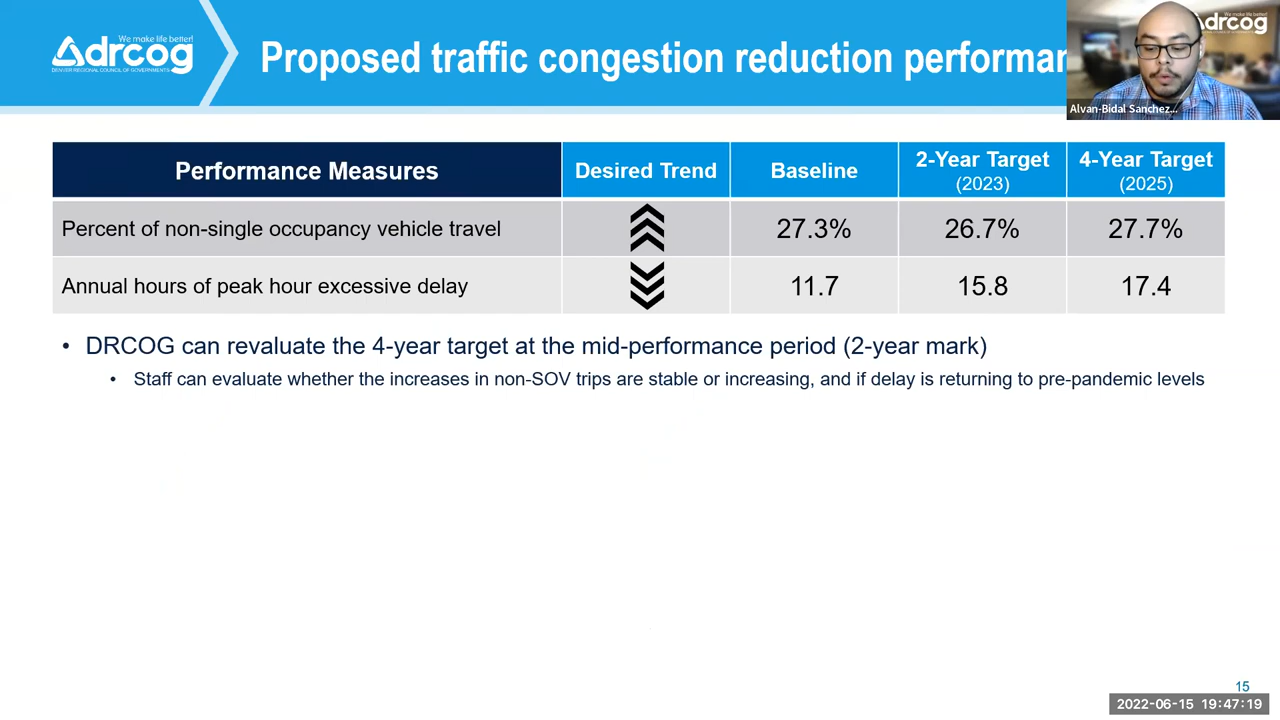 We make life better!
drcog
DENVER REGIONAL COUNCIL OF GOVERNMENTS
Proposed traffic congestion reduction performan
We make life better!
drcog
Alvan-Bidal Sanchez...
Performance Measures
Desired Trend
Baseline
2-Year Target
(2023)
4-Year Target
(2025)
Percent of non-single occupancy vehicle travel
27.3%
26.7%
27.7%
Annual hours of peak hour excessive delay
11.7
15.8
17.4
• DRCOG can revaluate the 4-year target at the mid-performance period (2-year mark)
• Staff can evaluate whether the increases in non-SOV trips are stable or increasing, and if delay is returning to pre-pandemic levels
15
2022-06-15 19:47:19